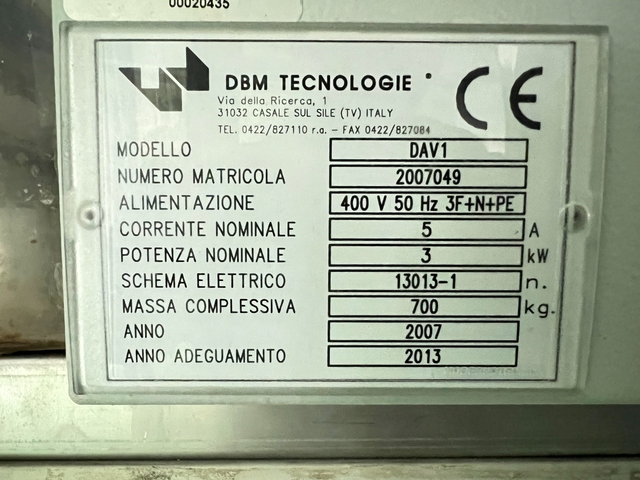 00020435
DBM TECNOLOGIE
Via della Ricerca, 1
31032 CASALE SUL SILE (TV) ITALY
TEL. 0422/827110 r.a. - FAX 0422/827084
CE
MODELLO DAV1
NUMERO MATRICOLA 2007049
ALIMENTAZIONE 400 V 50 Hz 3F+N+PE
CORRENTE NOMINALE 5 A
POTENZA NOMINALE 3 kW
SCHEMA ELETTRICO 13013-1 n.
MASSA COMPLESSIVA 700 kg.
ANNO 2007
ANNO ADEGUAMENTO 2013